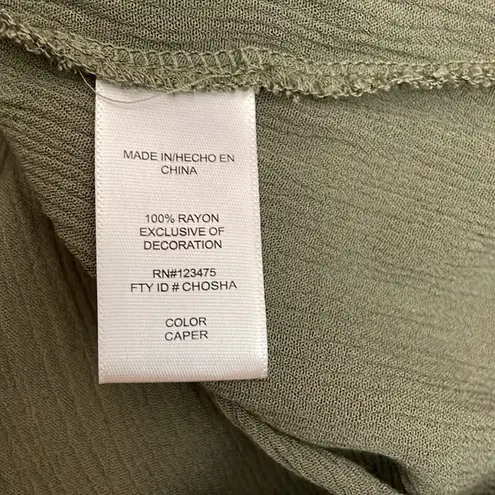 MADE IN/HECHO EN
CHINA
100% RAYON
EXCLUSIVE OF
DECORATION
RN#123475
FTY ID # CHOSHA
COLOR
CAPER